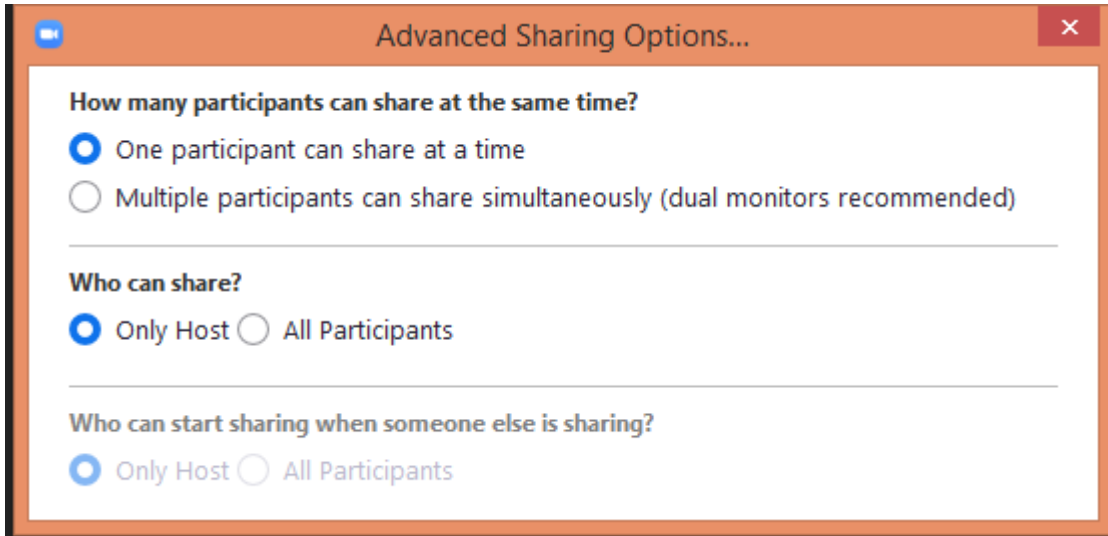 Advanced Sharing Options...
How many participants can share at the same time?
One participant can share at a time
Multiple participants can share simultaneously (dual monitors recommended)
Who can share?
Only Host All Participants
Who can start sharing when someone else is sharing?
Only Host All Participants